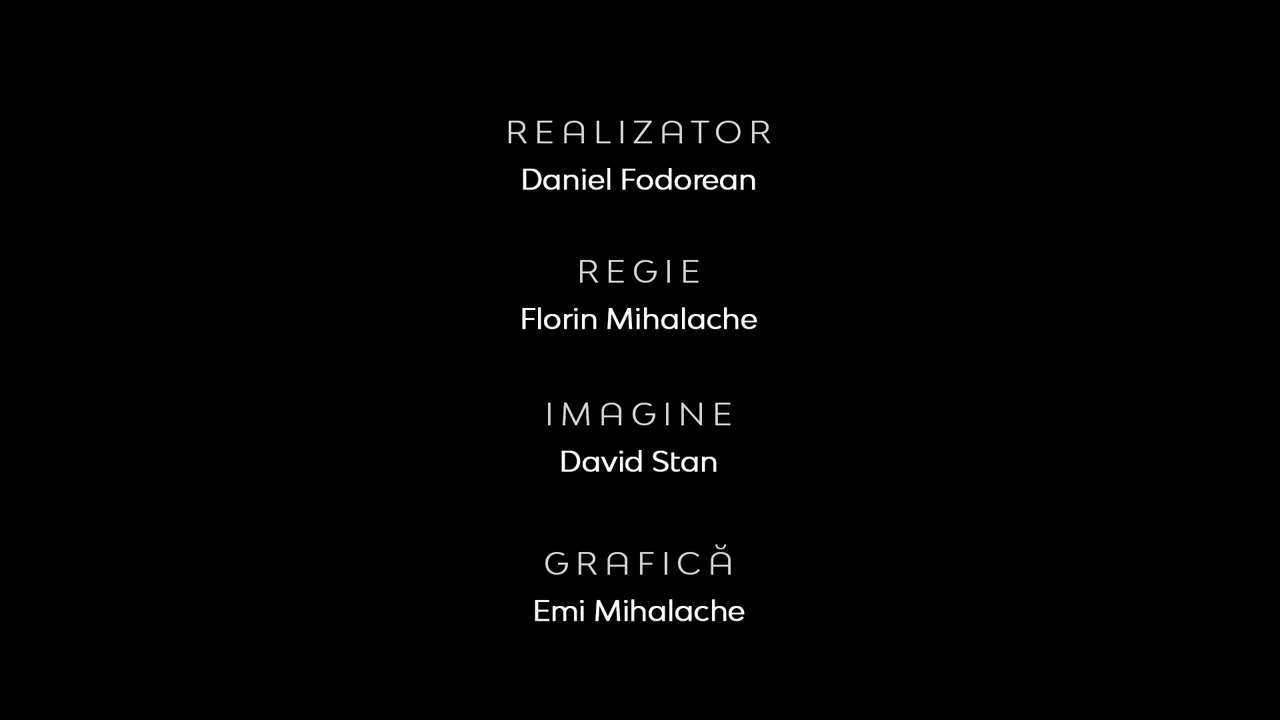 REALIZATOR
Daniel Fodorean
REGIE
Florin Mihalache
IMAGINE
David Stan
GRAFICĂ
Emi Mihalache